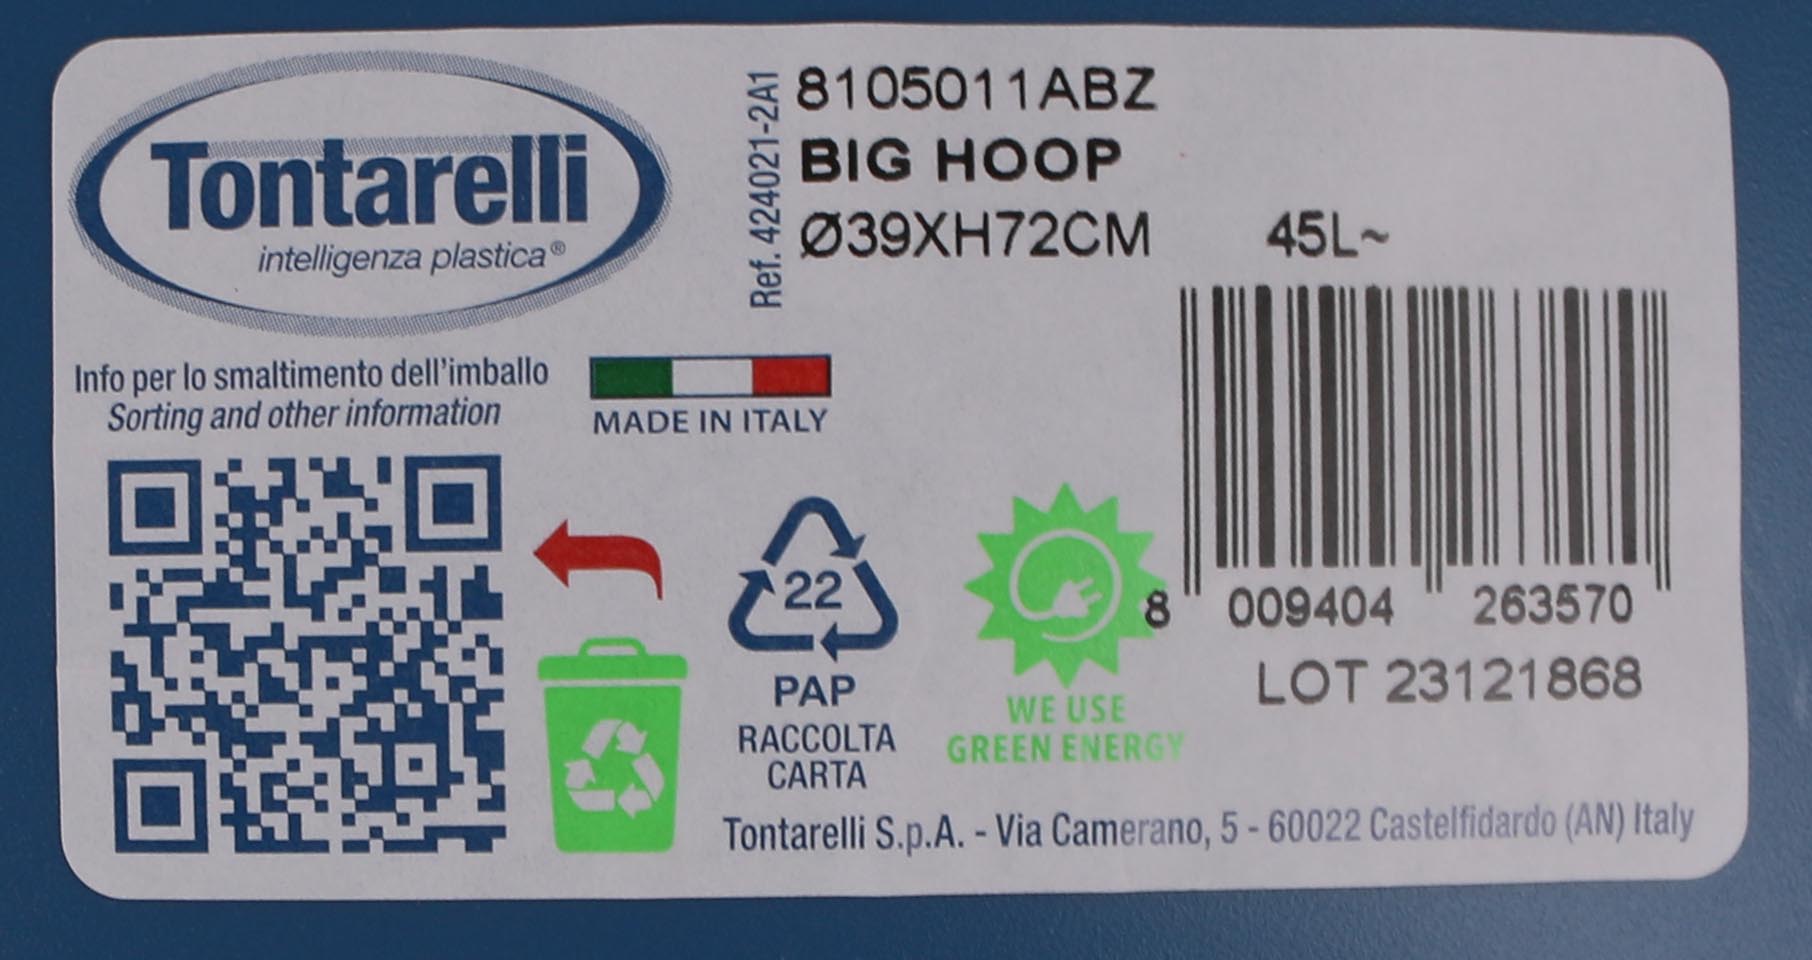 Tontarelli
intelligenza plastica®
Ref. 424021-2A1
8105011ABZ
BIG HOOP
Ø39XH72CM 45L~
Info per lo smaltimento dell'imballo
Sorting and other information
MADE IN ITALY
22
PAP
RACCOLTA
CARTA
WE USE
GREEN ENERGY
8 009404 263570
LOT 23121868
Tontarelli S.p.A. - Via Camerano, 5 - 60022 Castelfidardo (AN) Italy